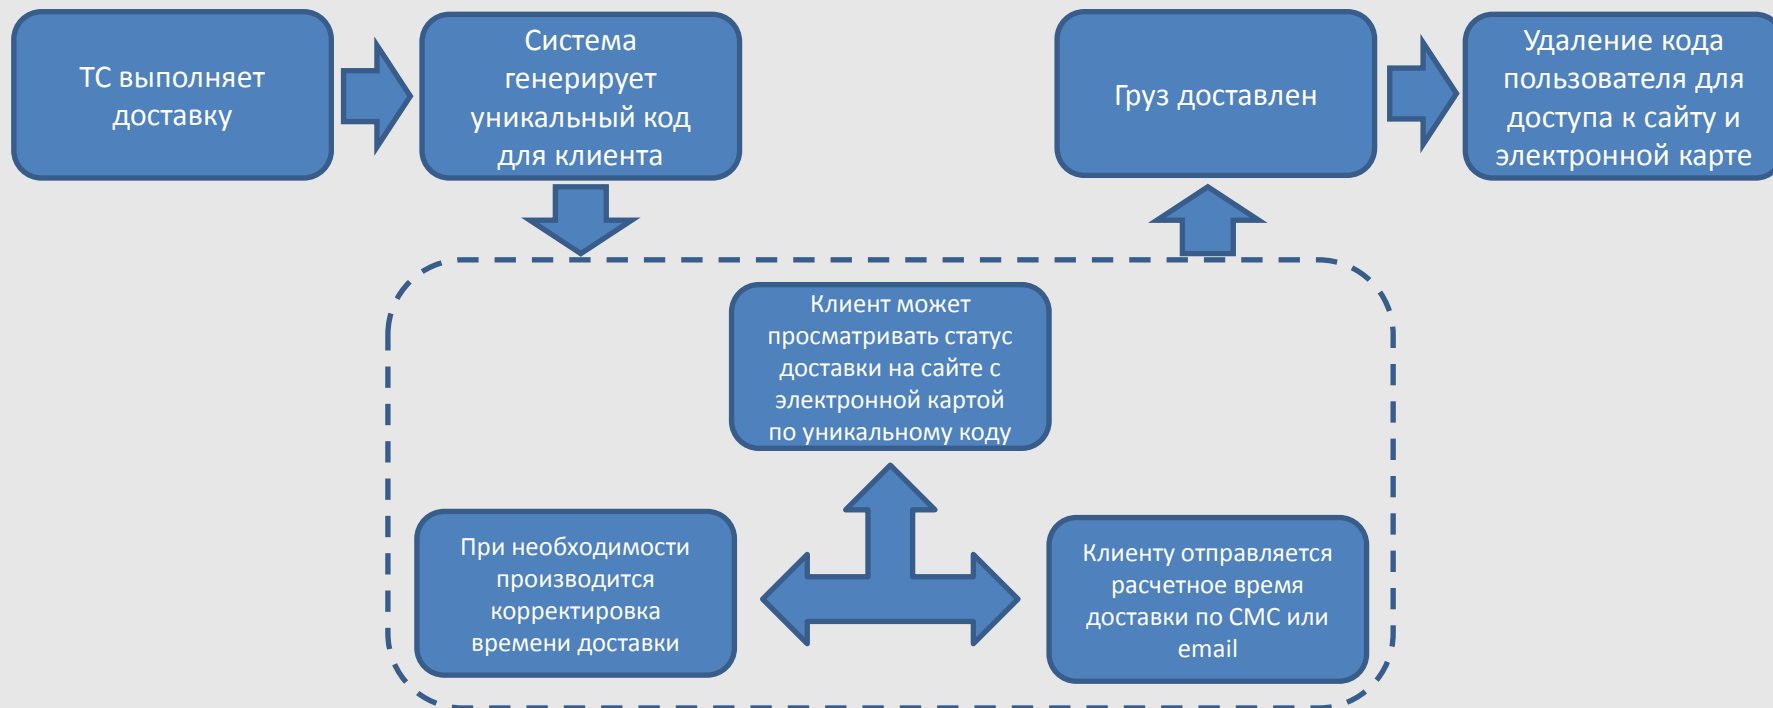 ТС выполняет
доставку
Система
генерирует
уникальный код
для клиента
Груз доставлен
Удаление кода
пользователя для
доступа к сайту и
электронной карте
Клиент может
просматривать статус
доставки на сайте с
электронной картой
по уникальному коду
При необходимости
производится
корректировка
времени доставки
Клиенту отправляется
расчетное время
доставки по СМС или
email